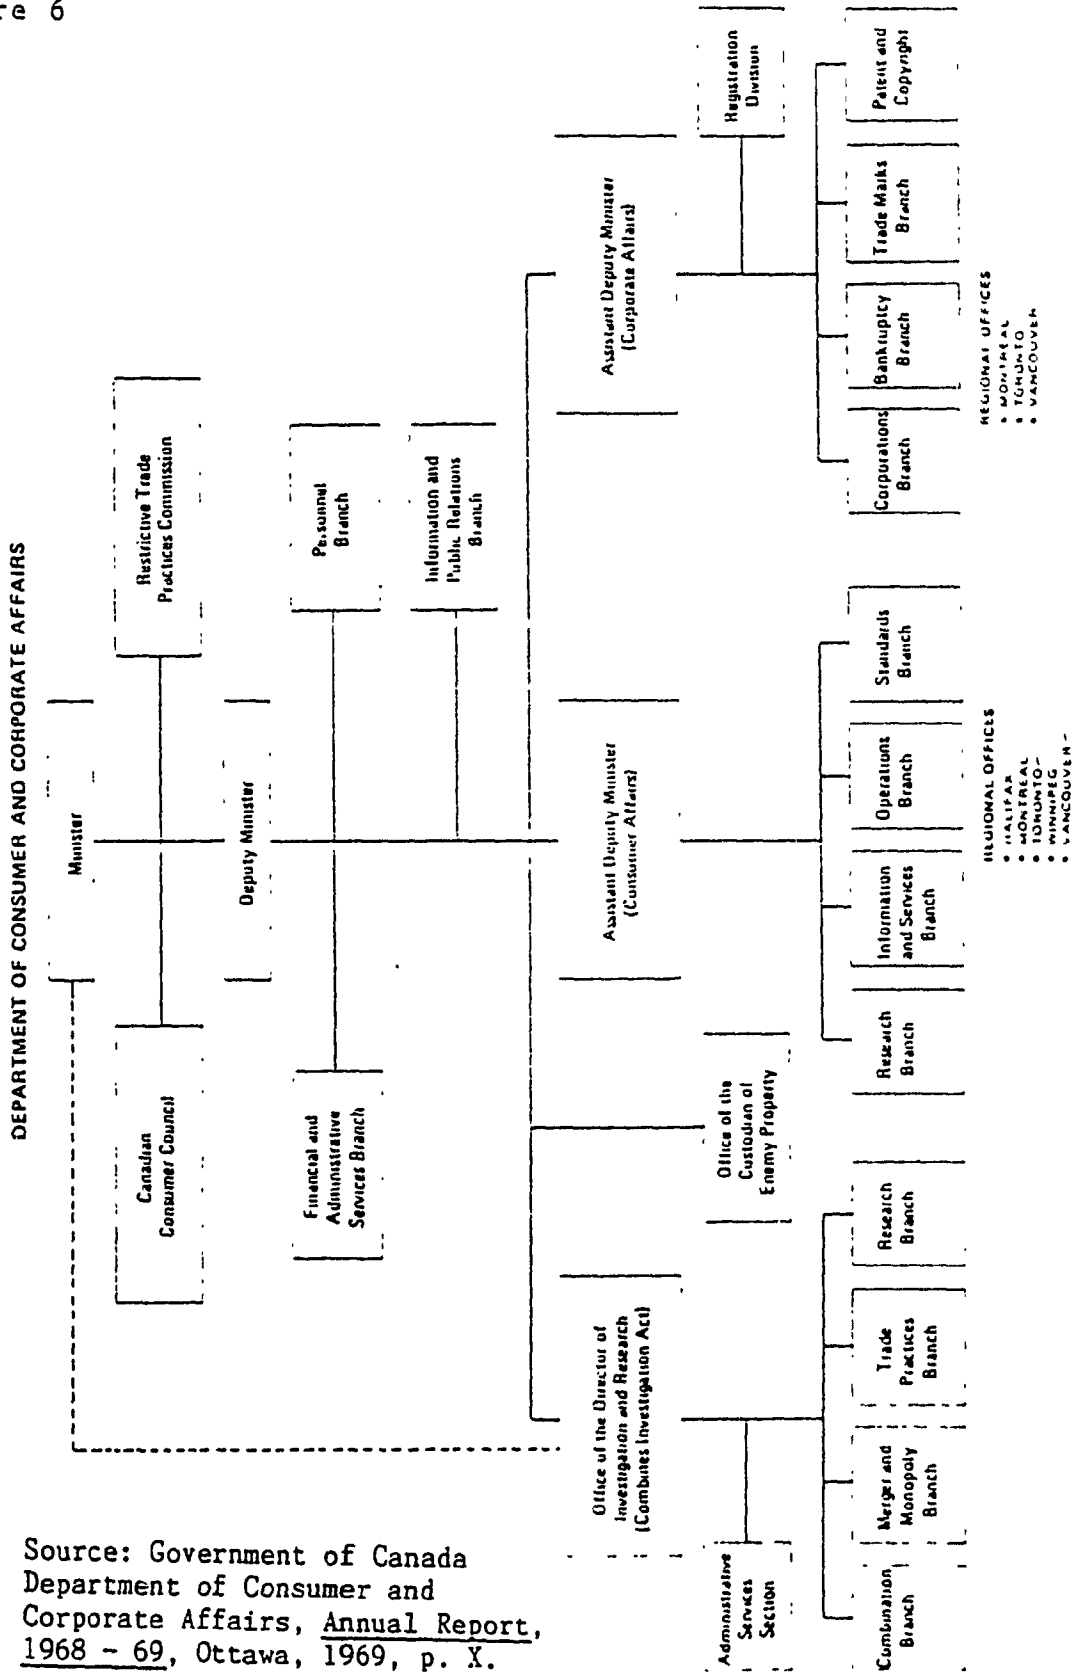 re 6
DEPARTMENT OF CONSUMER AND CORPORATE AFFAIRS
Minister
Canadian
Consumer Council
Restrictive Trade
Practices Commission
Deputy Minister
Financial and
Administrative
Services Branch
Personnel
Branch
Information and
Public Relations
Branch
Office of the Director of
Investigation and Research
(Combines Investigation Act)
Assistant Deputy Minister
(Consumer Affairs)
Assistant Deputy Minister
(Corporate Affairs)
Administrative
Services
Section
Office of the
Custodian of
Enemy Property
Registration
Division
Combination
Branch
Merger and
Monopoly
Branch
Trade
Practices
Branch
Research
Branch
Research
Branch
Information
and Services
Branch
Operations
Branch
Standards
Branch
Corporations
Branch
Bankruptcy
Branch
Trade Marks
Branch
Patent and
Copyright
REGIONAL OFFICES
• HALIFAX
• MONTREAL
• TORONTO
• WINNIPEG
• VANCOUVER
REGIONAL OFFICES
• MONTREAL
• TORONTO
• VANCOUVER
Source: Government of Canada
Department of Consumer and
Corporate Affairs, Annual Report,
1968 - 69, Ottawa, 1969, p. X.